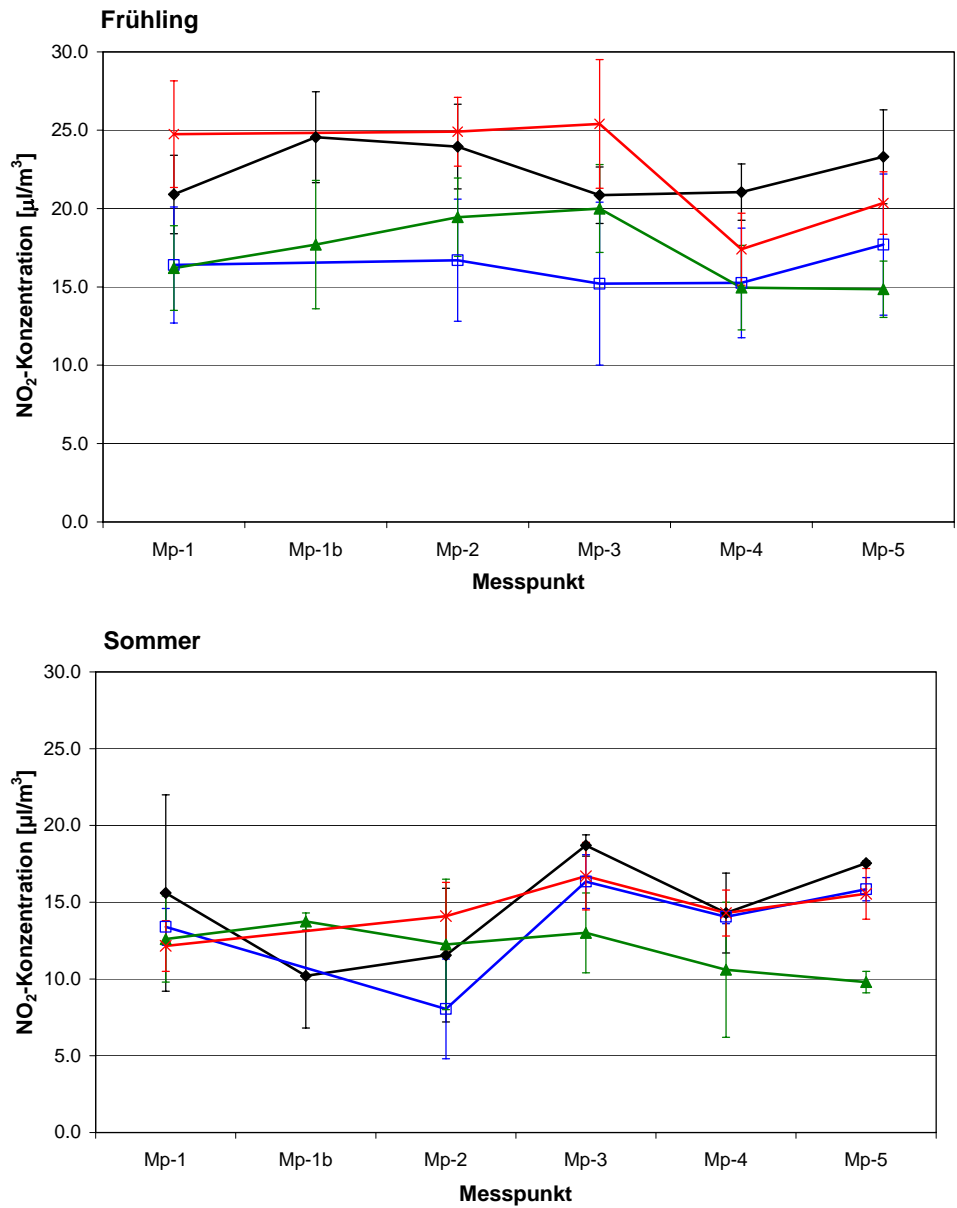 Frühling
30.0
25.0
20.0
15.0
10.0
5.0
0.0
NO₂-Konzentration [µl/m³]
Mp-1 Mp-1b Mp-2 Mp-3 Mp-4 Mp-5
Messpunkt
Sommer
30.0
25.0
20.0
15.0
10.0
5.0
0.0
NO₂-Konzentration [µl/m³]
Mp-1 Mp-1b Mp-2 Mp-3 Mp-4 Mp-5
Messpunkt